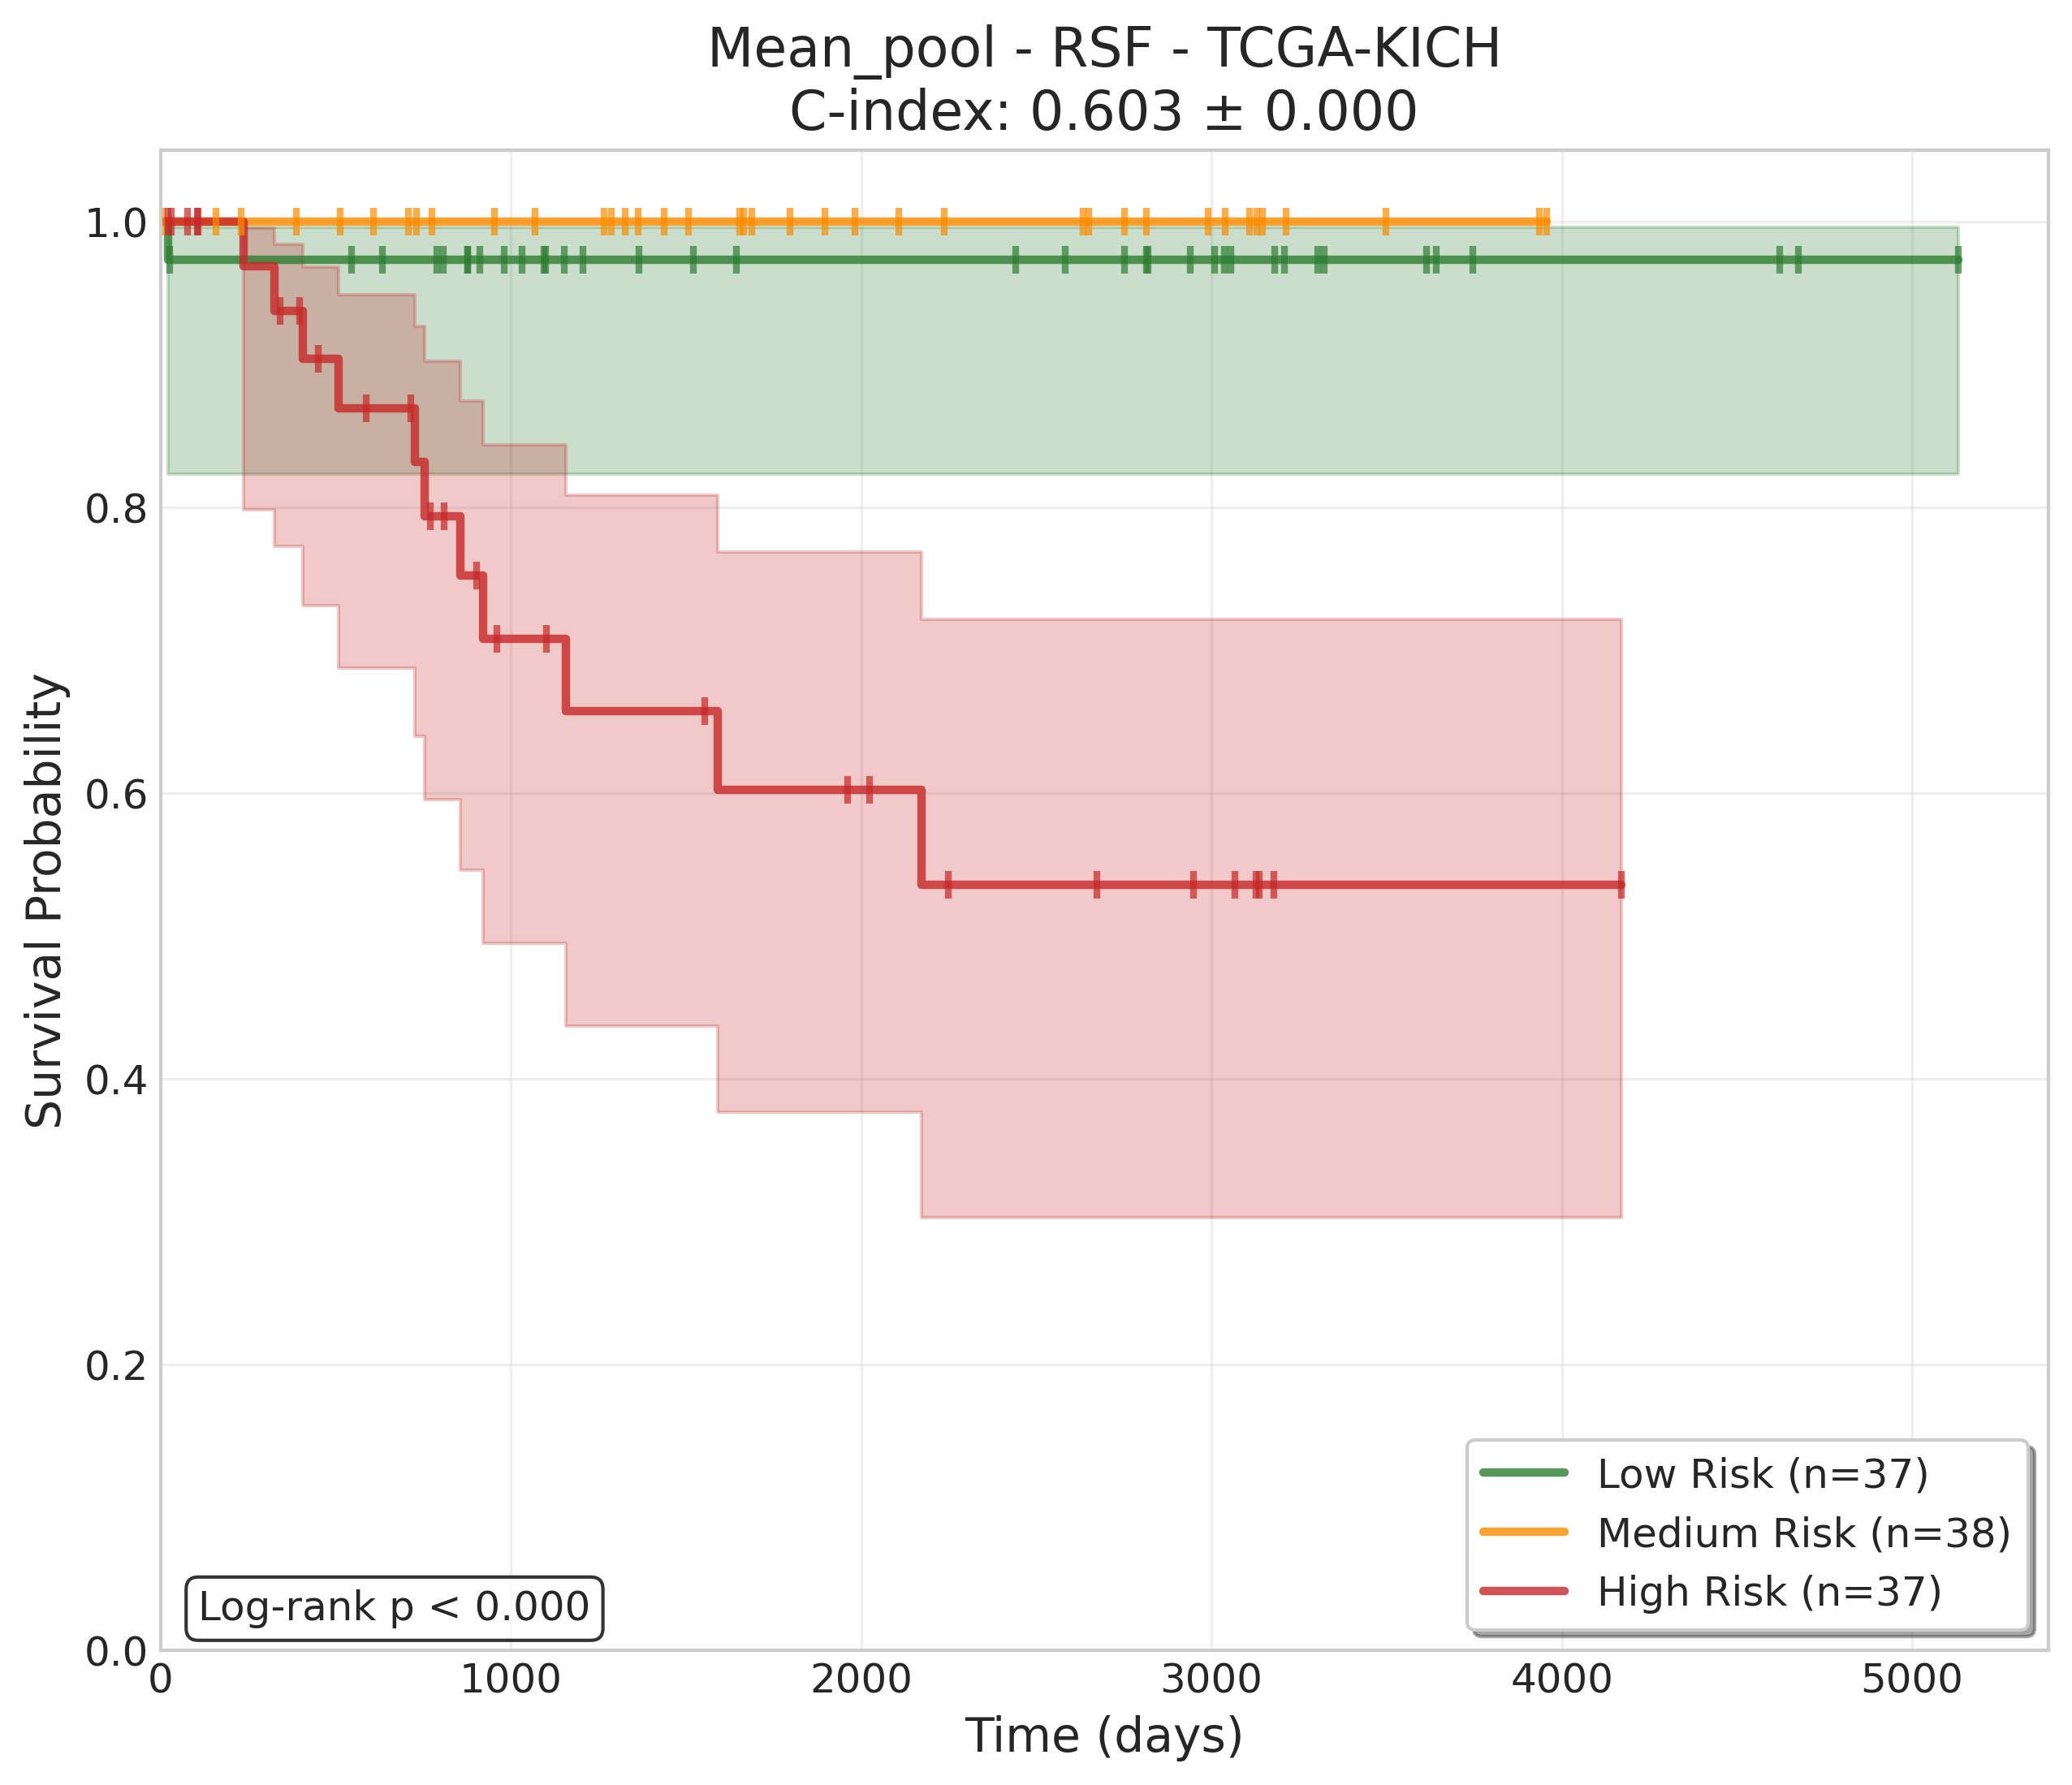 Mean_pool - RSF - TCGA-KICH
C-index: 0.603 ± 0.000
Survival Probability
1.0
0.8
0.6
0.4
0.2
0.0
0 1000 2000 3000 4000 5000
Time (days)
Log-rank p < 0.000
Low Risk (n=37)
Medium Risk (n=38)
High Risk (n=37)